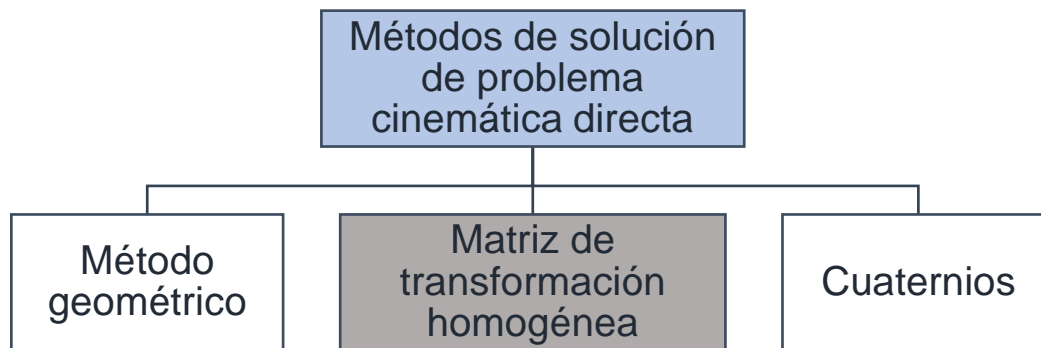 Métodos de solución
de problema
cinemática directa
Método
geométrico
Matriz de
transformación
homogénea
Cuaternios